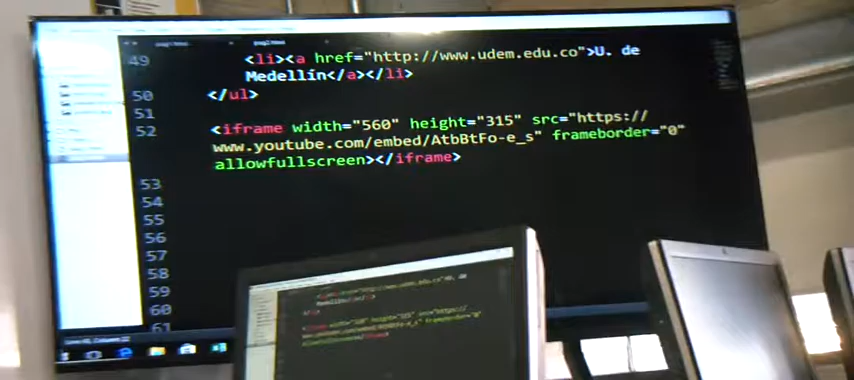 49 <li><a href="http://www.udem.edu.co">U. de
Medellín</a></li>
50 </ul>
51
52 <iframe width="560" height="315" src="https://
www.youtube.com/embed/AtbBtFo-e_s" frameborder="0"
allowfullscreen></iframe>
53
54
55
56
57
58
59
60
61